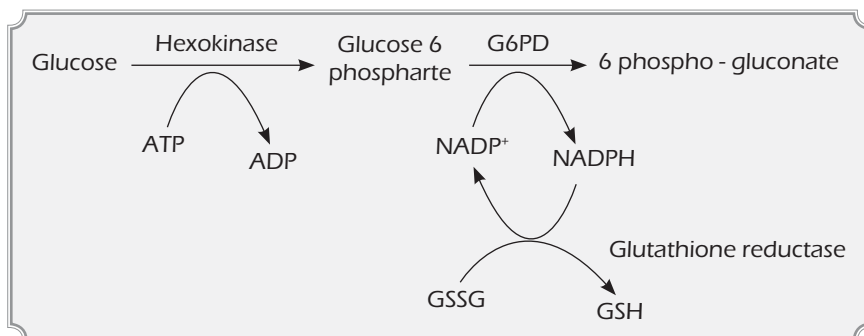 Hexokinase
Glucose
Glucose 6
phospharte
G6PD
6 phospho - gluconate
ATP
ADP
NADP+
NADPH
Glutathione reductase
GSSG
GSH